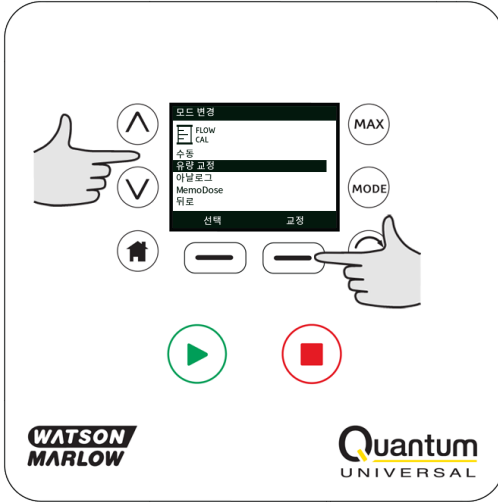 모드 변경
FLOW
CAL
수동
유량 교정
아날로그
MemoDose
뒤로
선택 교정
MAX
MODE
WATSON
MARLOW
Quantum
UNIVERSAL